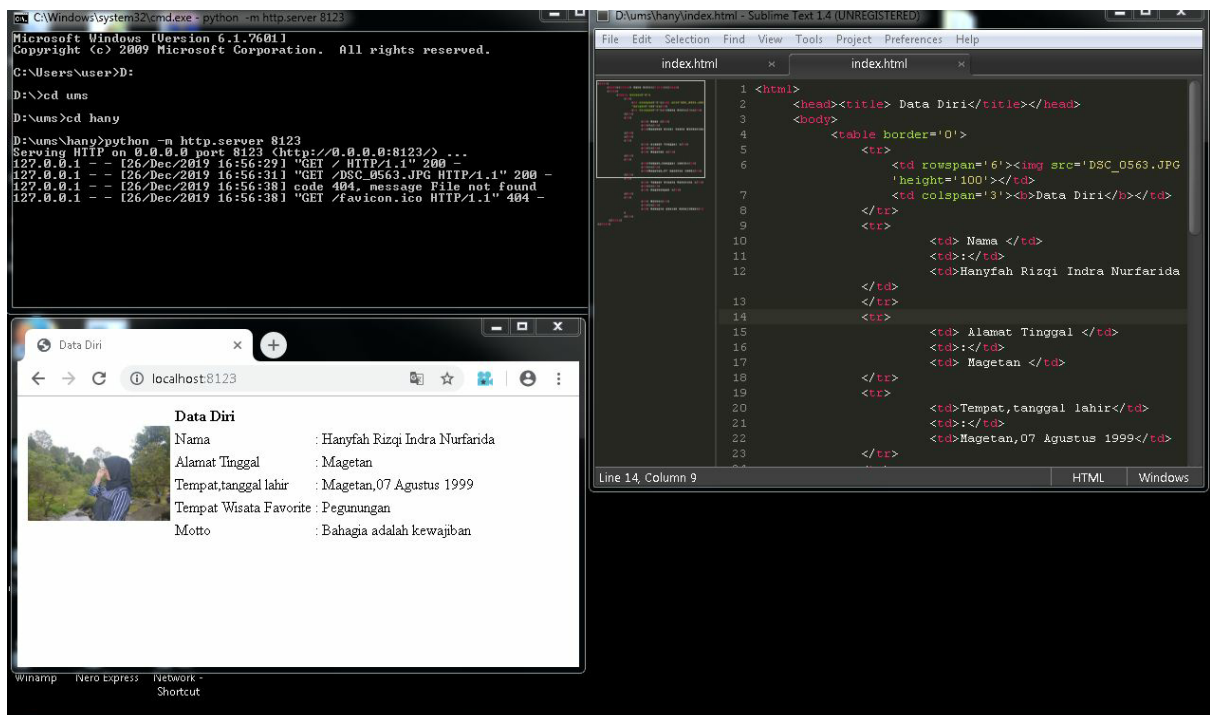 C:\Windows\system32\cmd.exe - python -m http.server 8123
Microsoft Windows [Version 6.1.7601]
Copyright (c) 2009 Microsoft Corporation.  All rights reserved.
C:\Users\user>D:
D:\>cd ums
D:\ums>cd hany
D:\ums\hany>python -m http.server 8123
Serving HTTP on 0.0.0.0 port 8123 (http://0.0.0.0:8123/) ...
127.0.0.1 - - [26/Dec/2019 16:56:29] "GET / HTTP/1.1" 200 -
127.0.0.1 - - [26/Dec/2019 16:56:31] "GET /DSC_0563.JPG HTTP/1.1" 200 -
127.0.0.1 - - [26/Dec/2019 16:56:38] code 404, message File not found
127.0.0.1 - - [26/Dec/2019 16:56:38] "GET /favicon.ico HTTP/1.1" 404 -
D:\ums\hany\index.html - Sublime Text 1.4 (UNREGISTERED)
File Edit Selection Find View Tools Project Preferences Help
index.html × index.html ×
1 <html>
2 <head><title> Data Diri</title></head>
3 <body>
4 <table border='0'>
5 <tr>
6 <td rowspan='6'><img src='DSC_0563.JPG
'height='100'></td>
7 <td colspan='3'><b>Data Diri</b></td>
8 </tr>
9 <tr>
10 <td> Nama </td>
11 <td>:</td>
12 <td>Hanyfah Rizqi Indra Nurfarida
</td>
13 </tr>
14 <tr>
15 <td> Alamat Tinggal </td>
16 <td>:</td>
17 <td> Magetan </td>
18 </tr>
19 <tr>
20 <td>Tempat,tanggal lahir</td>
21 <td>:</td>
22 <td>Magetan,07 Agustus 1999</td>
23 </tr>
Line 14, Column 9 HTML Windows
Data Diri
localhost:8123
Data Diri
Nama : Hanyfah Rizqi Indra Nurfarida
Alamat Tinggal : Magetan
Tempat,tanggal lahir : Magetan,07 Agustus 1999
Tempat Wisata Favorite : Pegunungan
Motto : Bahagia adalah kewajiban
Winamp Nero Express Network -
Shortcut